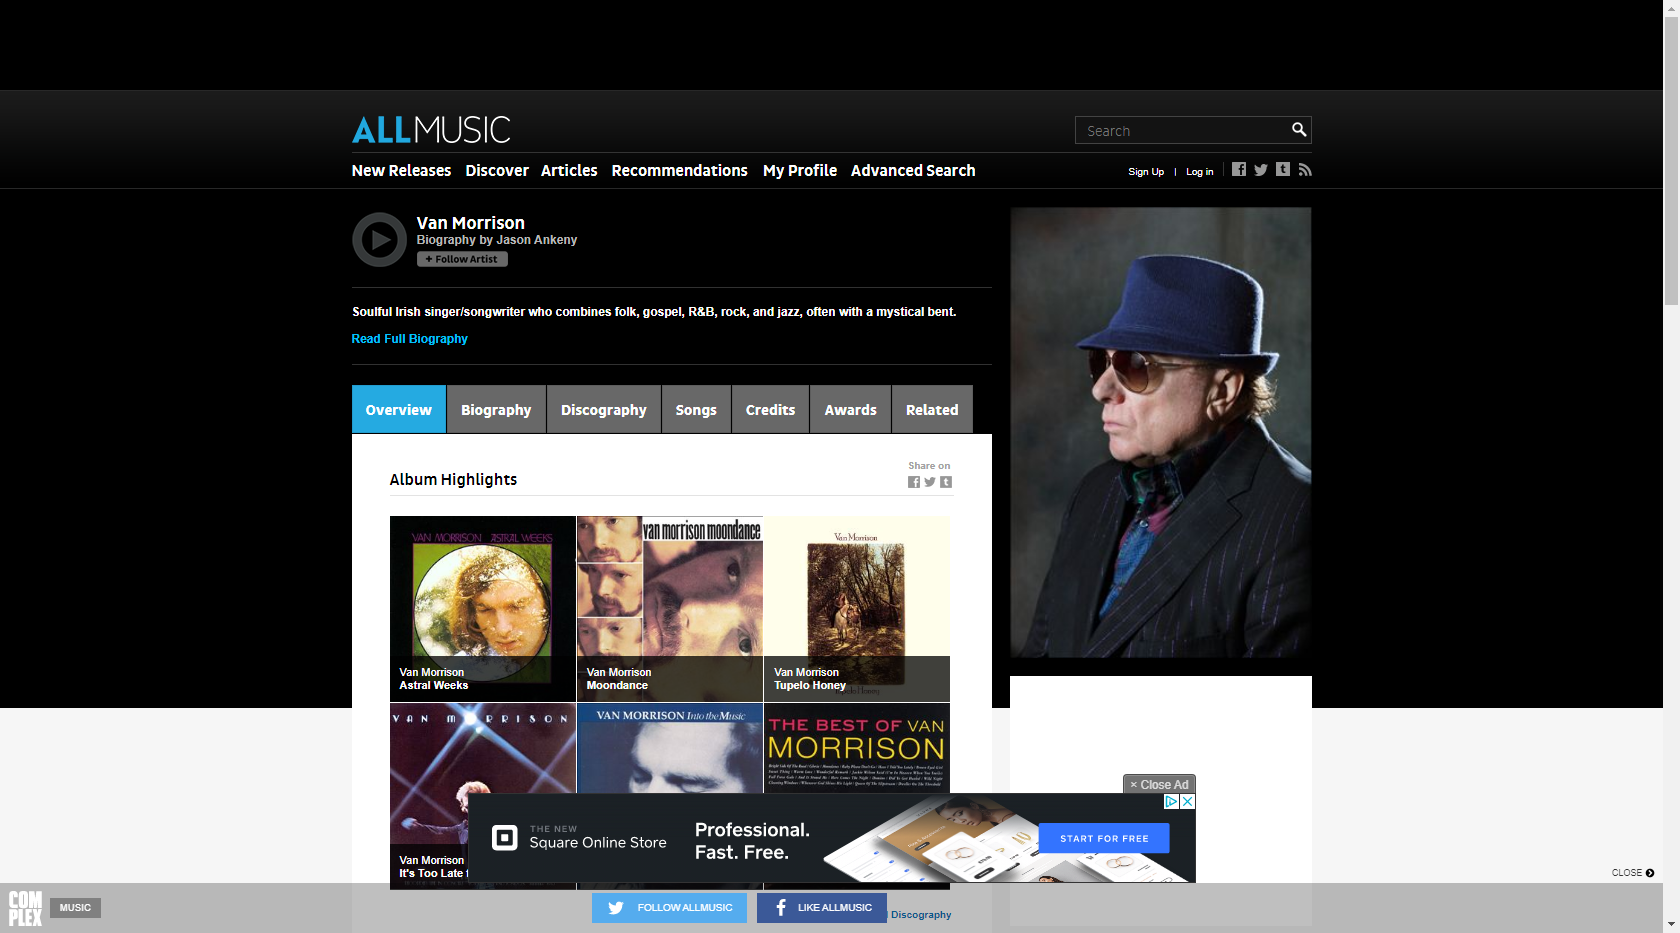 ALLMUSIC
Search
New Releases Discover Articles Recommendations My Profile Advanced Search
Sign Up | Log in
Van Morrison
Biography by Jason Ankeny
+ Follow Artist
Soulful Irish singer/songwriter who combines folk, gospel, R&B, rock, and jazz, often with a mystical bent.
Read Full Biography
Overview Biography Discography Songs Credits Awards Related
Share on
Album Highlights
VAN MORRISON ASTRAL WEEKS
van morrison moondance
Van Morrison
Tupelo Honey
Van Morrison
Astral Weeks
Van Morrison
Moondance
Van Morrison
Tupelo Honey
VAN MORRISON
VAN MORRISON Into the Music
THE BEST OF VAN
MORRISON
Van Morrison
It's Too Late
× Close Ad
THE NEW
Square Online Store
Professional.
Fast. Free.
START FOR FREE
CLOSE
COMPLEX
MUSIC
FOLLOW ALLMUSIC
LIKE ALLMUSIC
Discography